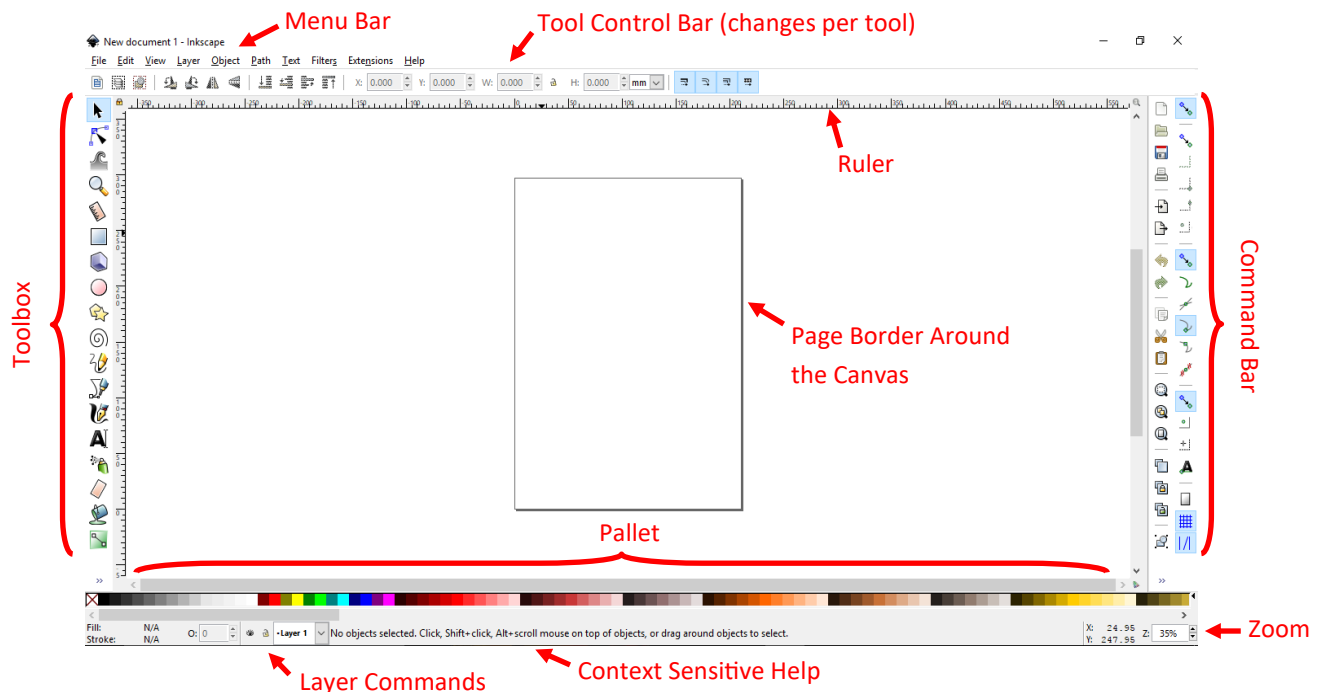 Menu Bar
Tool Control Bar (changes per tool)
New document 1 - Inkscape
File Edit View Layer Object Path Text Filters Extensions Help
X: 0.000 Y: 0.000 W: 0.000 H: 0.000 mm
Ruler
Toolbox
Command Bar
Page Border Around
the Canvas
Pallet
Fill: N/A
Stroke: N/A
O: 0
Layer 1
No objects selected. Click, Shift+click, Alt+scroll mouse on top of objects, or drag around objects to select.
X: 24.95
Y: 247.95
Z: 35%
Zoom
Context Sensitive Help
Layer Commands